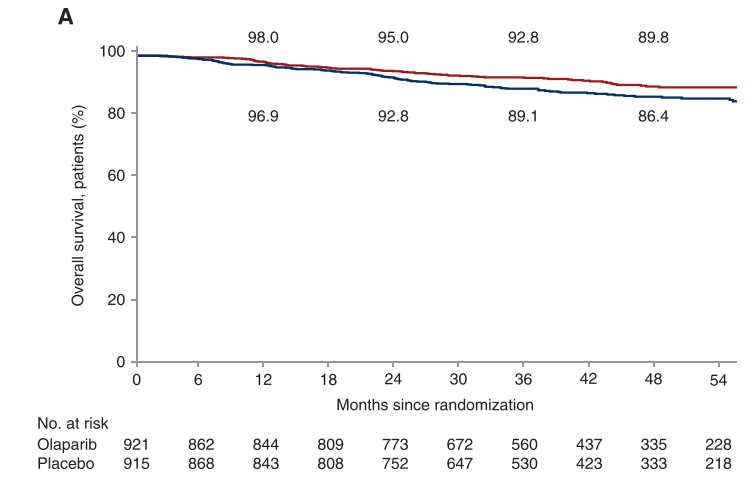 A
98.0 95.0 92.8 89.8
100
80
60
40
20
0
Overall survival, patients (%)
96.9 92.8 89.1 86.4
0 6 12 18 24 30 36 42 48 54
Months since randomization
No. at risk
Olaparib 921 862 844 809 773 672 560 437 335 228
Placebo 915 868 843 808 752 647 530 423 333 218